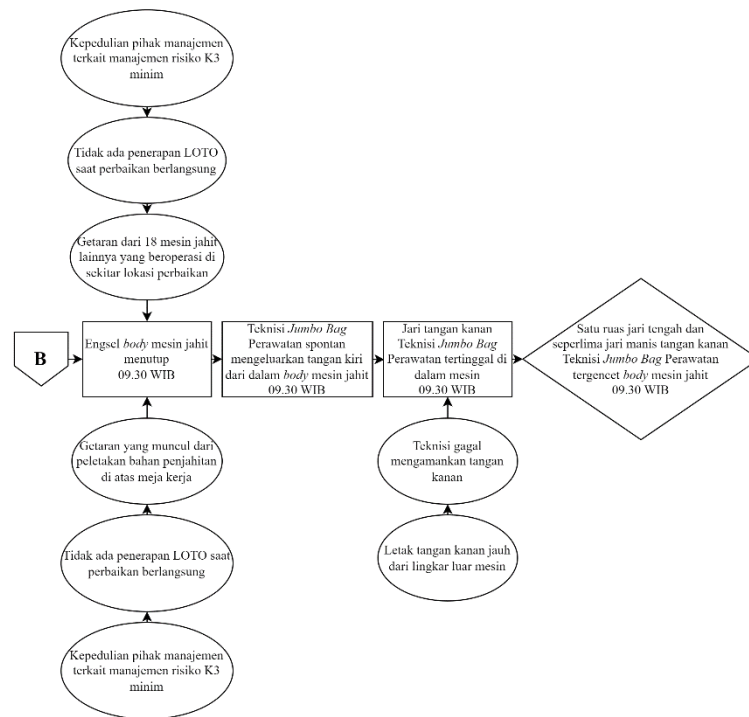 Kepedulian pihak manajemen
terkait manajemen risiko K3
minim
Tidak ada penerapan LOTO
saat perbaikan berlangsung
Getaran dari 18 mesin jahit
lainnya yang beroperasi di
sekitar lokasi perbaikan
B
Engsel body mesin jahit
menutup
09.30 WIB
Teknisi Jumbo Bag
Perawatan spontan
mengeluarkan tangan kiri
dari dalam body mesin jahit
09.30 WIB
Jari tangan kanan
Teknisi Jumbo Bag
Perawatan tertinggal di
dalam mesin
09.30 WIB
Satu ruas jari tengah dan
seperlima jari manis tangan kanan
Teknisi Jumbo Bag Perawatan
tergencet body mesin jahit
09.30 WIB
Getaran yang muncul dari
peletakan bahan penjahitan
di atas meja kerja
Teknisi gagal
mengamankan tangan
kanan
Tidak ada penerapan LOTO saat
perbaikan berlangsung
Letak tangan kanan jauh
dari lingkar luar mesin
Kepedulian pihak manajemen
terkait manajemen risiko K3
minim